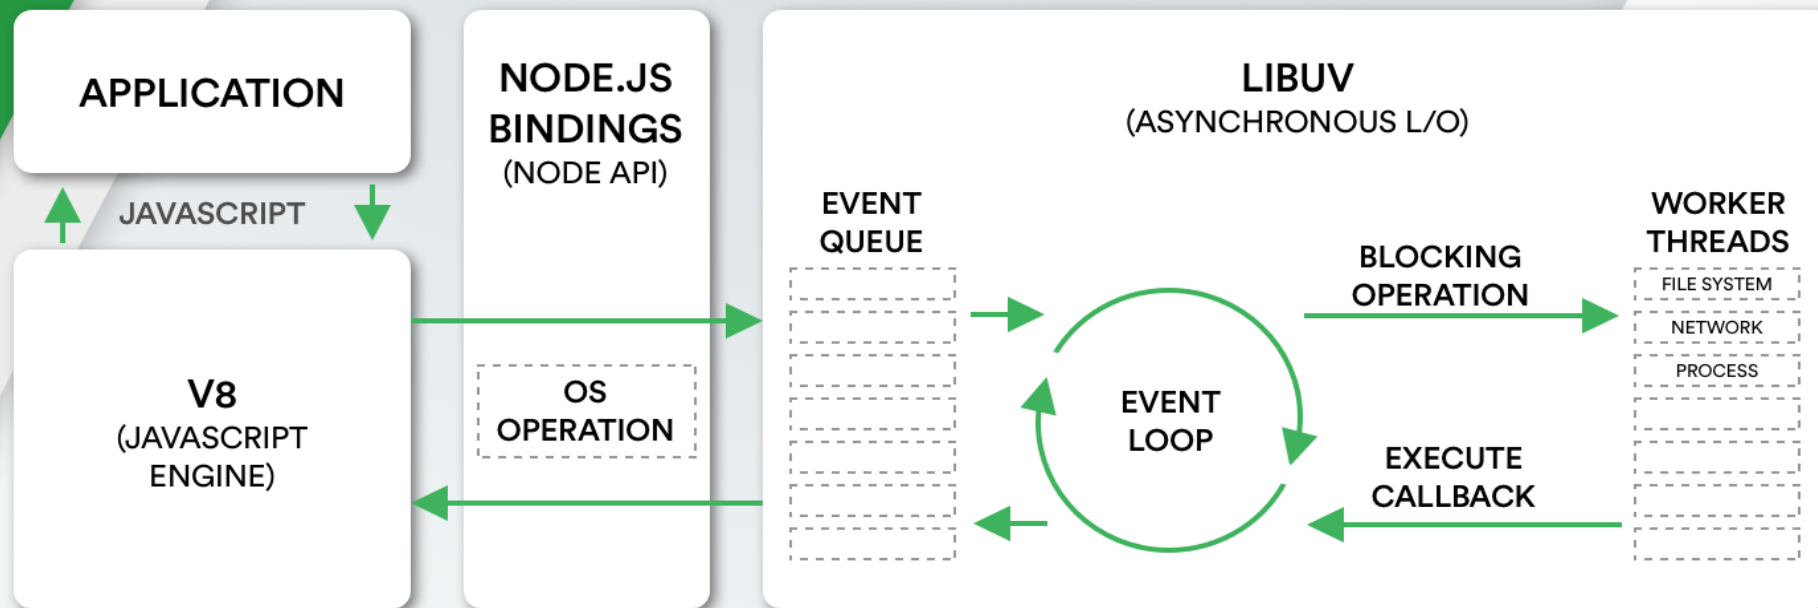 APPLICATION
JAVASCRIPT
V8
(JAVASCRIPT
ENGINE)
NODE.JS
BINDINGS
(NODE API)
OS
OPERATION
LIBUV
(ASYNCHRONOUS L/O)
EVENT
QUEUE
EVENT
LOOP
BLOCKING
OPERATION
EXECUTE
CALLBACK
WORKER
THREADS
FILE SYSTEM
NETWORK
PROCESS